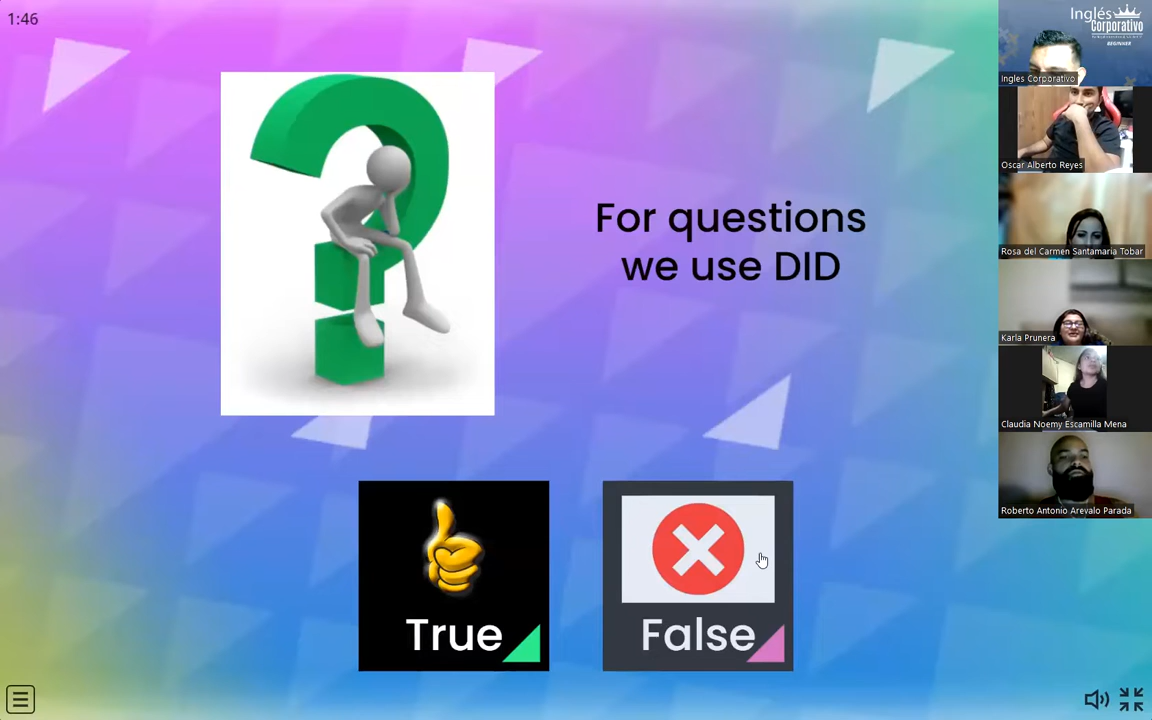 1:46
For questions
we use DID
True
False
Inglés
Corporativo
BEGINNER
Ingles Corporativo
Oscar Alberto Reyes
Rosa del Carmen Santamaria Tobar
Karla Prunera
Claudia Noemy Escamilla Mena
Roberto Antonio Arevalo Parada